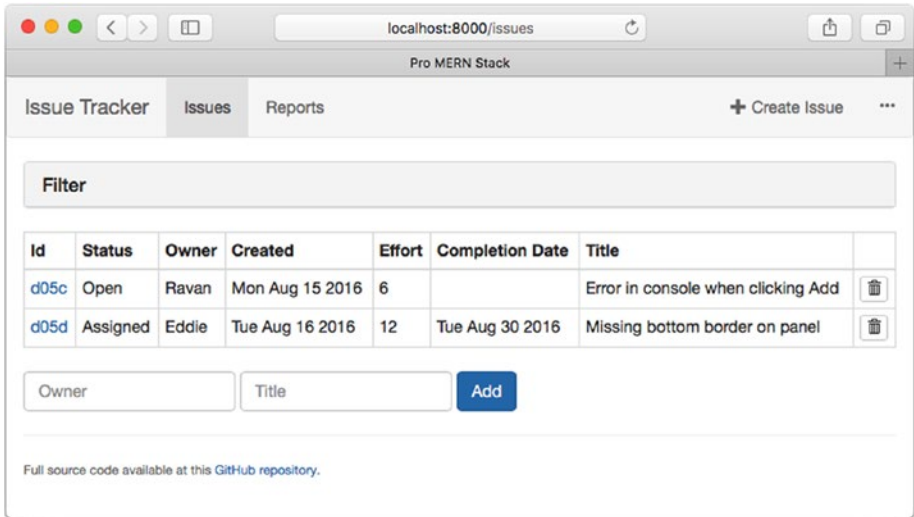 localhost:8000/issues
Pro MERN Stack
Issue Tracker Issues Reports + Create Issue ...
Filter
Id Status Owner Created Effort Completion Date Title
d05c Open Ravan Mon Aug 15 2016 6 Error in console when clicking Add
d05d Assigned Eddie Tue Aug 16 2016 12 Tue Aug 30 2016 Missing bottom border on panel
Owner Title Add
Full source code available at this GitHub repository.